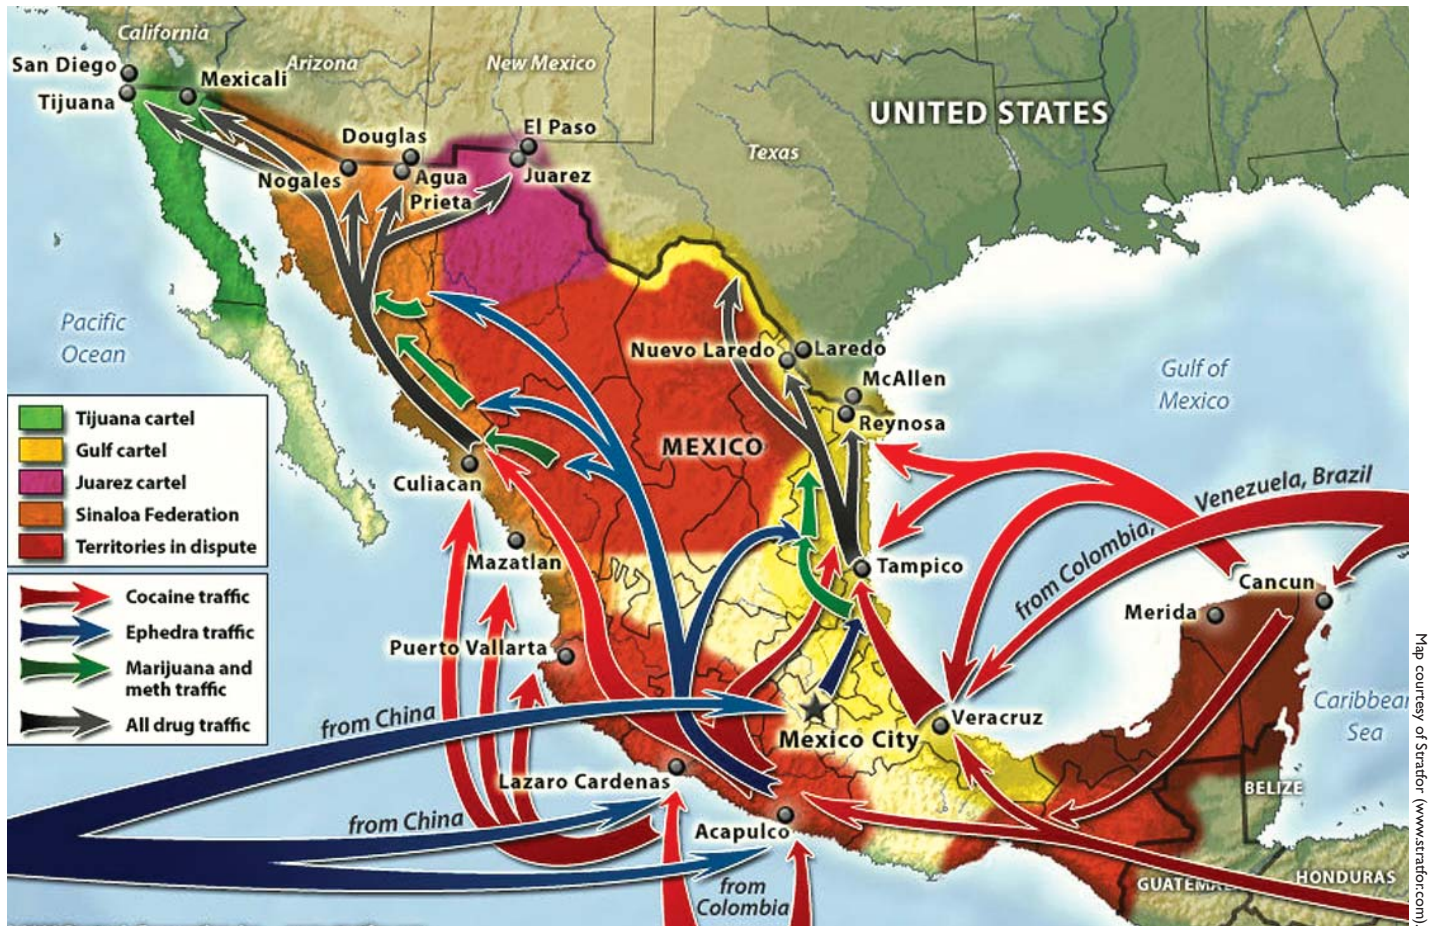 California
San Diego
Mexicali
Arizona
New Mexico
Tijuana
UNITED STATES
El Paso
Douglas
Texas
Nogales
Agua
Prieta
Juarez
Pacific
Ocean
Nuevo Laredo
Laredo
McAllen
Reynosa
Gulf of
Mexico
MEXICO
Tijuana cartel
Gulf cartel
Juarez cartel
Sinaloa Federation
Territories in dispute
Cocaine traffic
Ephedra traffic
Marijuana and
meth traffic
All drug traffic
Culiacan
Mazatlan
Tampico
from Colombia, Venezuela, Brazil
Cancun
Merida
Puerto Vallarta
from China
Veracruz
Mexico City
Caribbean
Sea
Lazaro Cardenas
from China
Acapulco
BELIZE
from
Colombia
HONDURAS
Map courtesy of Stratfor (www.stratfor.com).